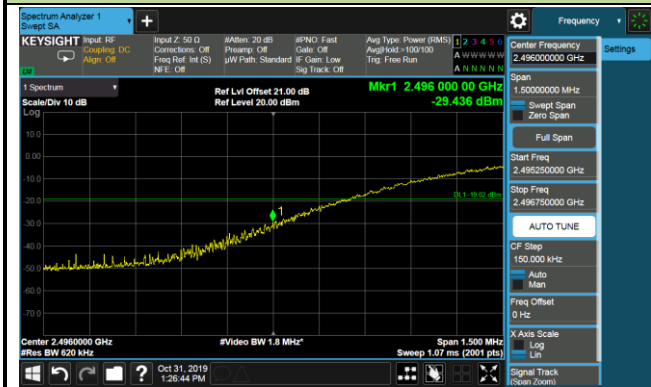 Spectrum Analyzer 1
Swept SA
Frequency
KEYSIGHT
Input: RF
Coupling: DC
Align: Off
Input Z: 50 Ω
Corrections: Off
Freq Ref: Int (S)
NFE: Off
#Atten: 20 dB
Preamp: Off
µW Path: Standard
#PNO: Fast
Gate: Off
IF Gain: Low
Sig Track: Off
Avg Type: Power (RMS)
Avg|Hold:>100/100
Trig: Free Run
1 2 3 4 5 6
A W W W W W
A N N N N N
1 Spectrum
Scale/Div 10 dB
Log
Ref Lvl Offset 21.00 dB
Ref Level 20.00 dBm
Mkr1 2.496 000 00 GHz
-29.436 dBm
10.0
0.00
-10.0
-20.0
-30.0
-40.0
-50.0
-60.0
-70.0
1
DL1 -19.02 dBm
Center 2.4960000 GHz
#Res BW 620 kHz
#Video BW 1.8 MHz*
Span 1.500 MHz
Sweep 1.07 ms (2001 pts)
Oct 31, 2019
1:26:44 PM
Center Frequency
2.496000000 GHz
Settings
Span
1.50000000 MHz
Swept Span
Zero Span
Full Span
Start Freq
2.495250000 GHz
Stop Freq
2.496750000 GHz
AUTO TUNE
CF Step
150.000 kHz
Auto
Man
Freq Offset
0 Hz
X Axis Scale
Log
Lin
Signal Track
(Span Zoom)